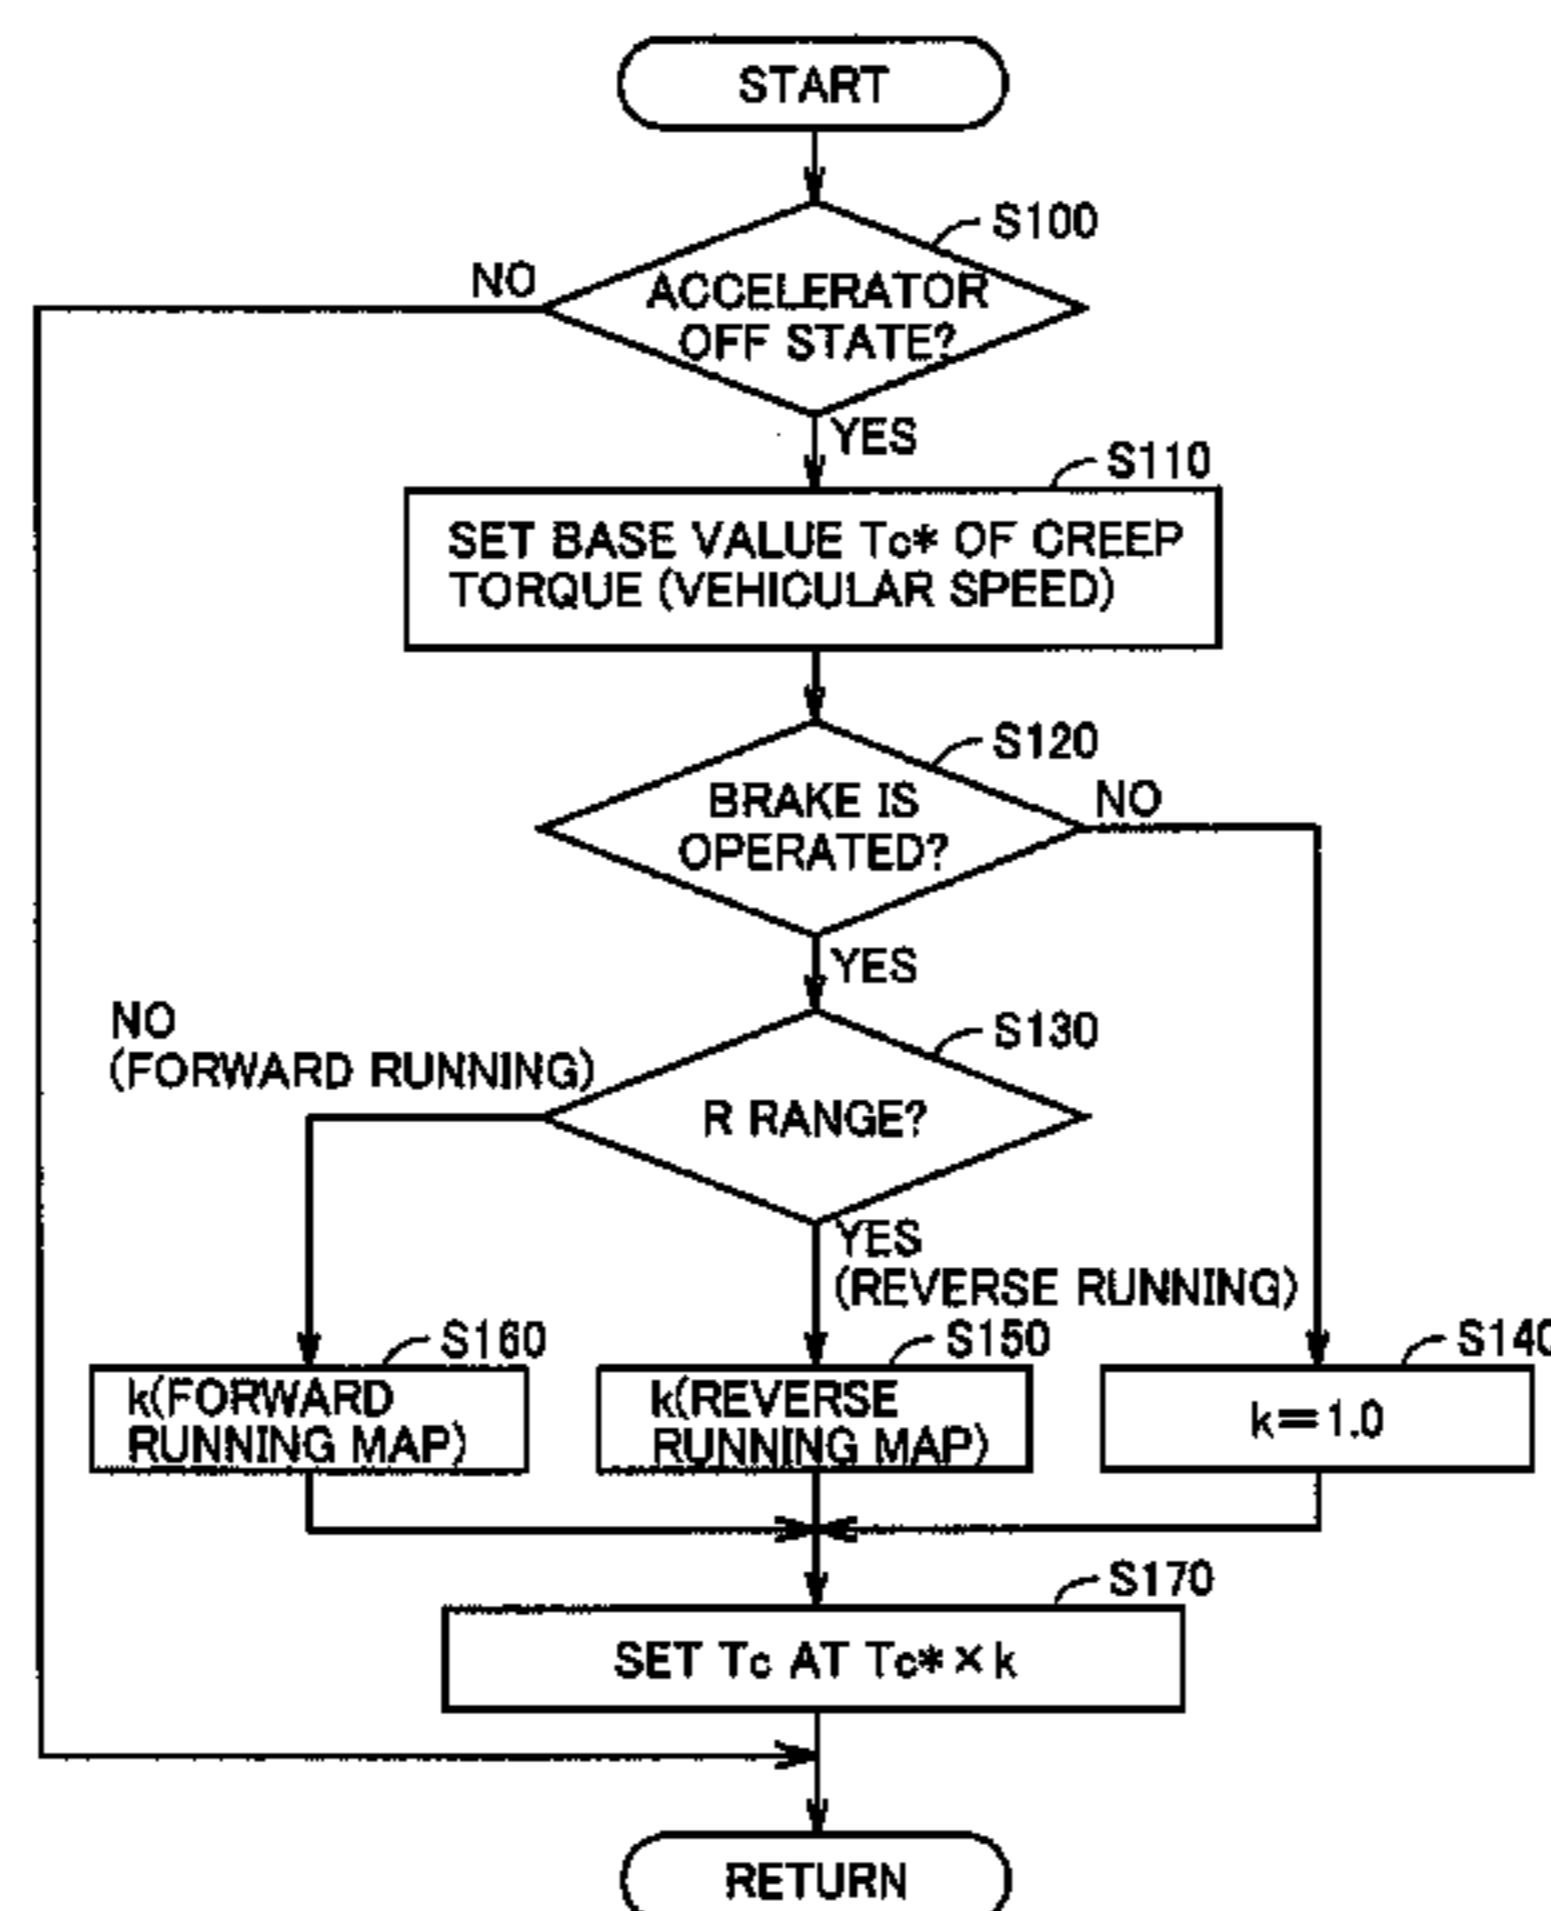 START
S100
NO
ACCELERATOR
OFF STATE?
YES
S110
SET BASE VALUE Tc* OF CREEP
TORQUE (VEHICULAR SPEED)
S120
BRAKE IS
OPERATED?
NO
YES
NO
(FORWARD RUNNING)
S130
R RANGE?
YES
(REVERSE RUNNING)
S160
S150
S140
k(FORWARD
RUNNING MAP)
k(REVERSE
RUNNING MAP)
k=1.0
S170
SET Tc AT Tc*×k
RETURN